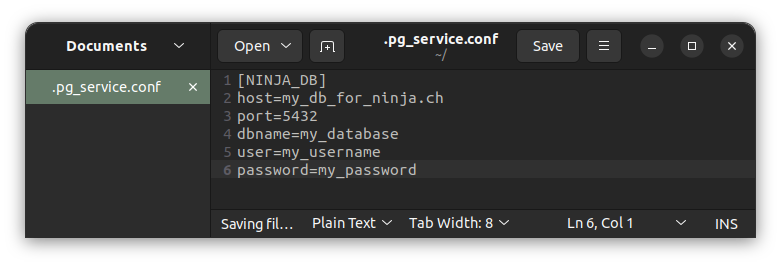 Documents
Open
.pg_service.conf
~/
Save
.pg_service.conf
1 [NINJA_DB]
2 host=my_db_for_ninja.ch
3 port=5432
4 dbname=my_database
5 user=my_username
6 password=my_password
Saving fil… Plain Text Tab Width: 8 Ln 6, Col 1 INS